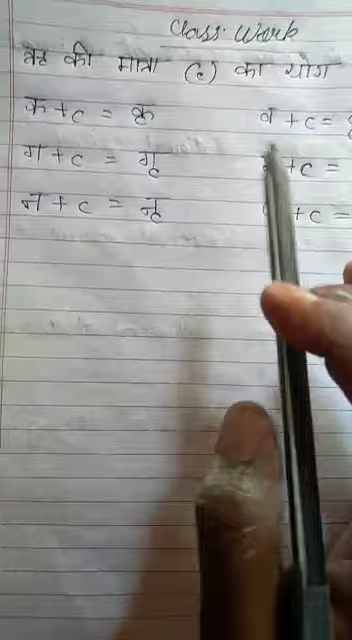 Class Work
ऋ की मात्रा (c) का योग
क + c = कृ
व + c =
ग + c = गृ
+ c =
न + c = नृ
+ c =